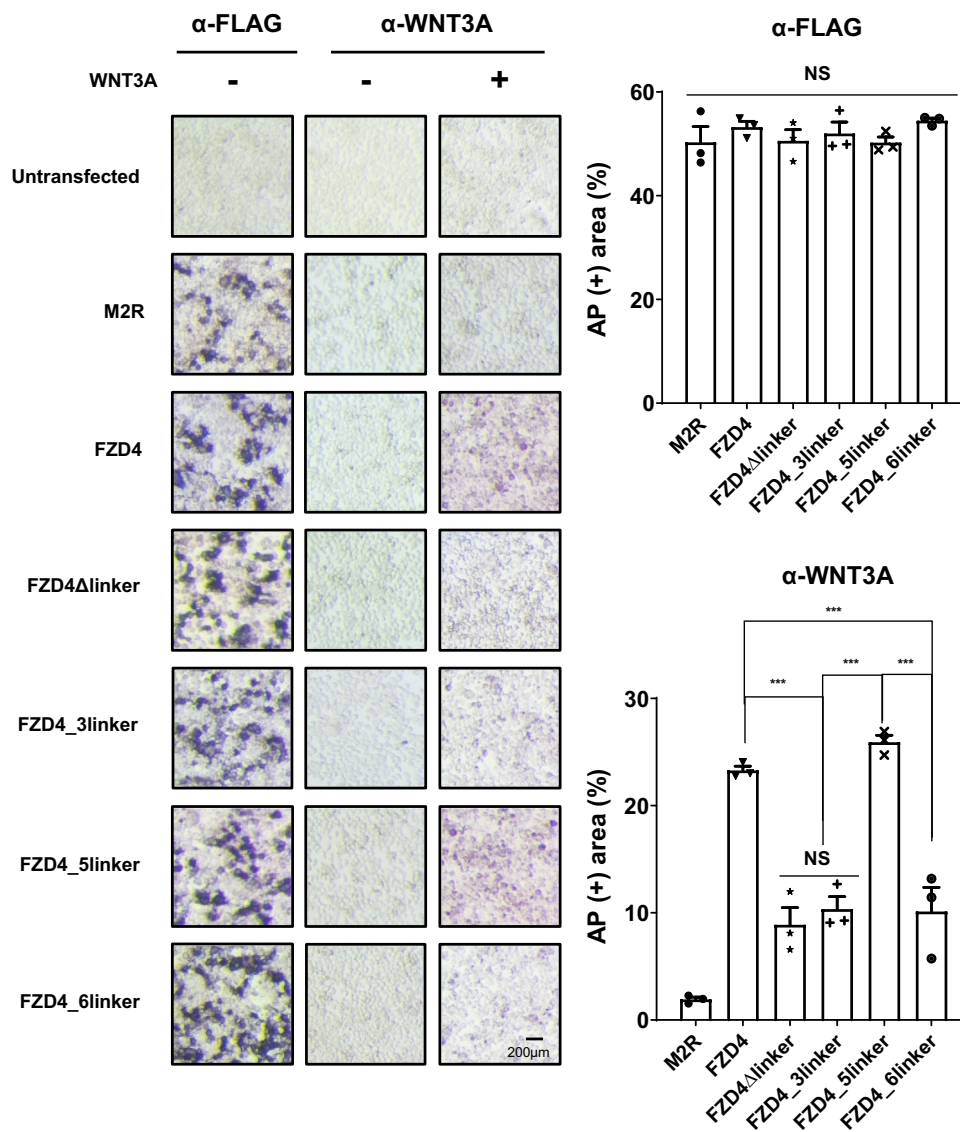 α-FLAG
α-WNT3A
WNT3A
-
-
+
Untransfected
M2R
FZD4
FZD4Δlinker
FZD4_3linker
FZD4_5linker
FZD4_6linker
200μm
α-FLAG
NS
AP (+) area (%)
60
40
20
0
M2R
FZD4
FZD4Δlinker
FZD4_3linker
FZD4_5linker
FZD4_6linker
α-WNT3A
***
***
***
***
NS
AP (+) area (%)
30
20
10
0
M2R
FZD4
FZD4Δlinker
FZD4_3linker
FZD4_5linker
FZD4_6linker